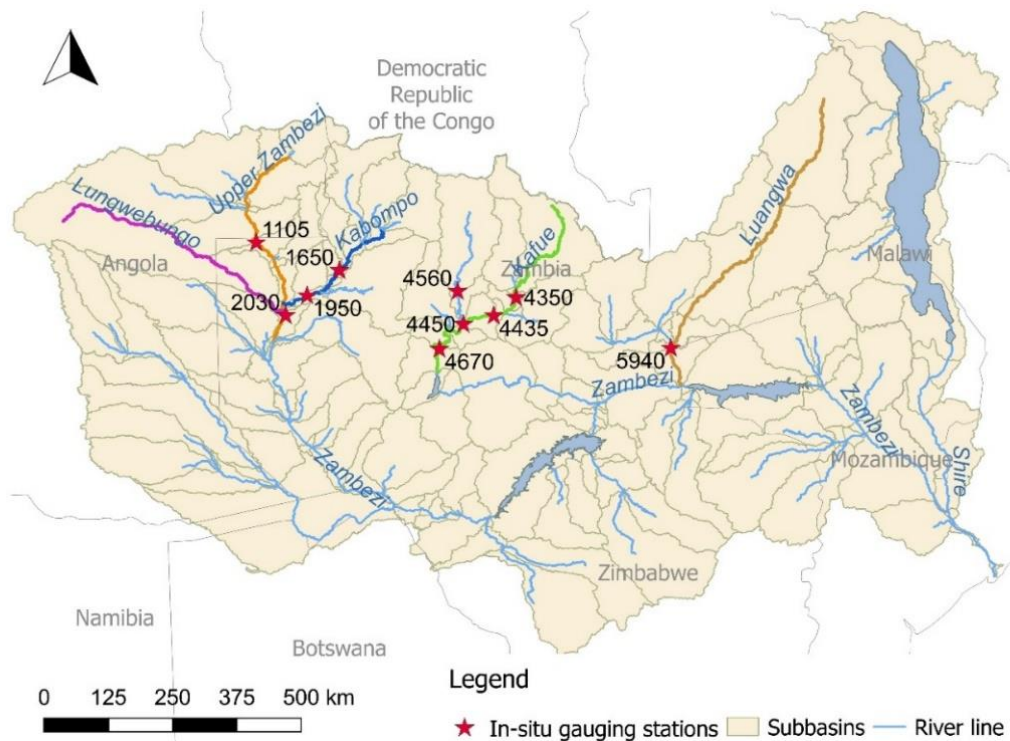 Democratic
Republic
of the Congo
Upper Zambezi
Lungwebungo
Kabompo
Luangwa
1105
1650
Angola
Malawi
Kafue
Zambia
4560
4350
2030
1950
4450
4435
4670
5940
Zambezi
Zambezi
Mozambique
Shire
Zambezi
Zimbabwe
Namibia
Botswana
Legend
0 125 250 375 500 km
In-situ gauging stations Subbasins River line